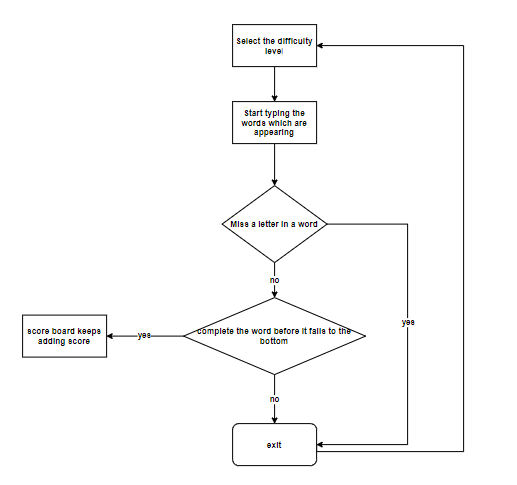 Select the difficulty
level
Start typing the
words which are
appearing
Miss a letter in a word
no
yes
complete the word before it falls to the
bottom
yes
score board keeps
adding score
no
exit